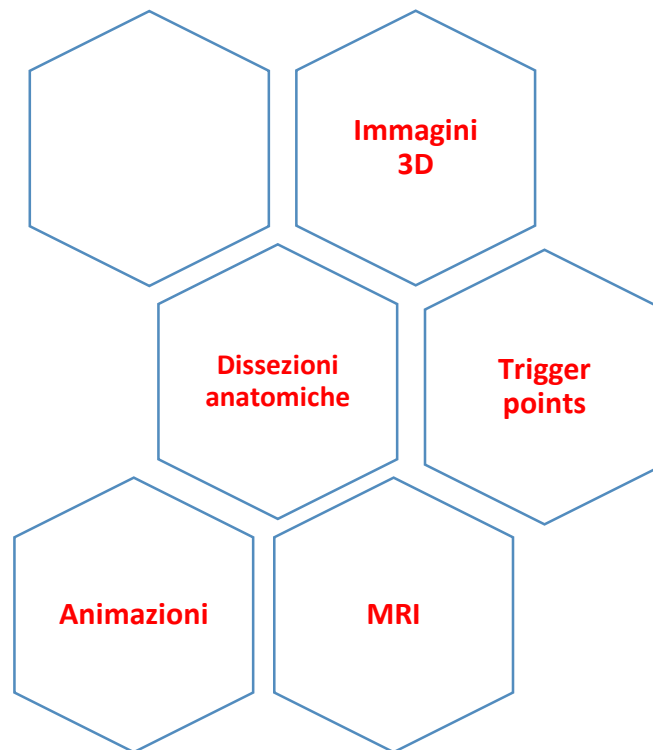 Immagini
3D
Dissezioni
anatomiche
Trigger
points
Animazioni
MRI